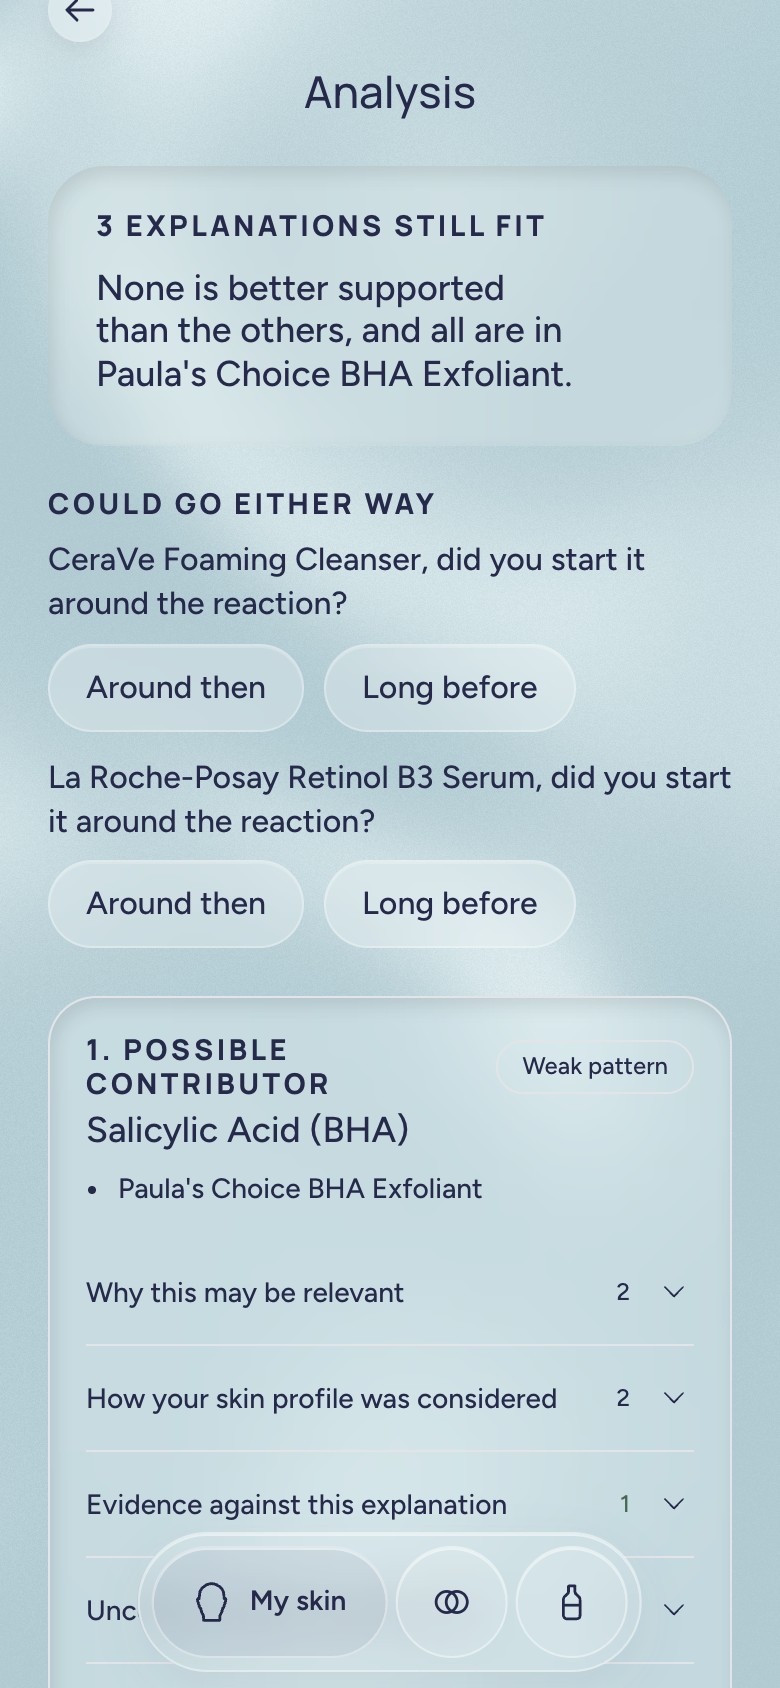 Analysis
3 EXPLANATIONS STILL FIT
None is better supported
than the others, and all are in
Paula's Choice BHA Exfoliant.
COULD GO EITHER WAY
CeraVe Foaming Cleanser, did you start it
around the reaction?
Around then
Long before
La Roche-Posay Retinol B3 Serum, did you start
it around the reaction?
Around then
Long before
1. POSSIBLE
CONTRIBUTOR
Weak pattern
Salicylic Acid (BHA)
• Paula's Choice BHA Exfoliant
Why this may be relevant 2
How your skin profile was considered 2
Evidence against this explanation 1
Unc
My skin